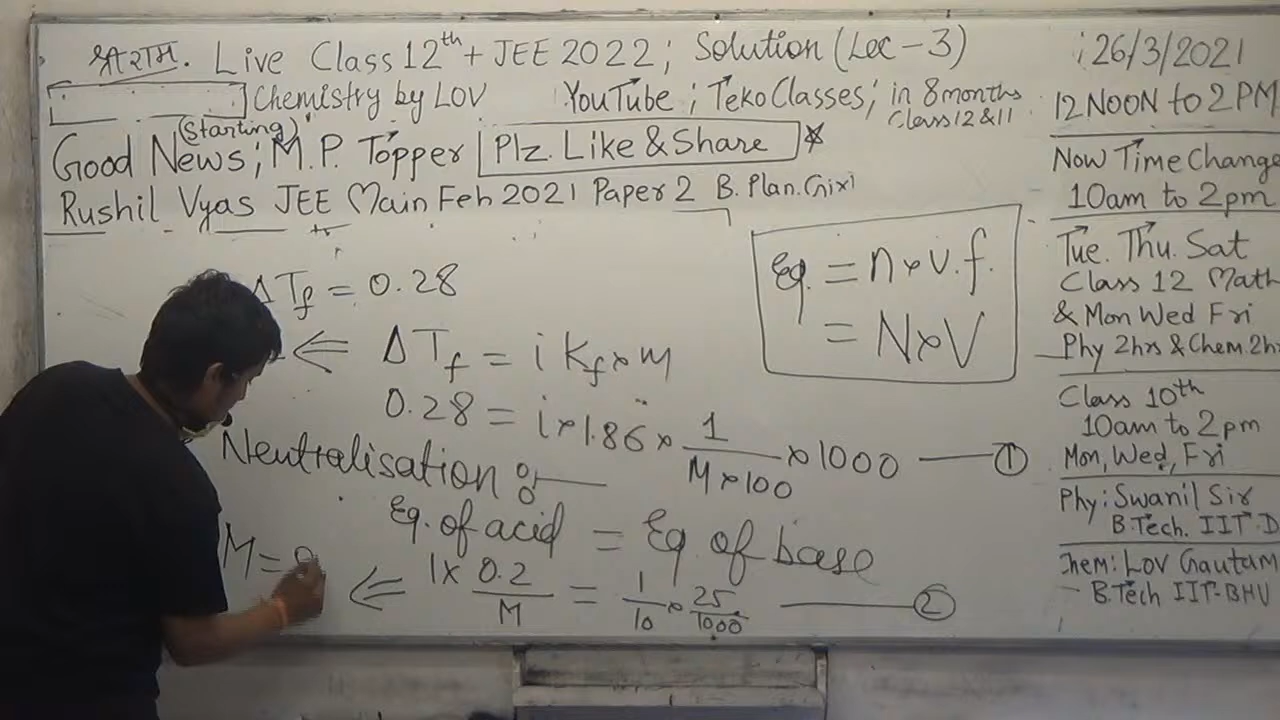 श्री राम. Live Class 12th + JEE 2022 ; Solution (Lec - 3)
Chemistry by LOV YouTube ; TekoClasses ; in 8 months
Class 12 & 11
(Starting)
Good News ; M.P. Topper Plz. Like & Share
Rushil Vyas JEE Main Feb 2021 Paper 2 B. Plan.
ΔTf = 0.28
⇐ ΔTf = i Kf × m
0.28 = i × 1.86 × 1/(M × 100) × 1000 — ①
Neutralisation :—
Eq. of acid = Eq. of base
M =
⇐ 1 × 0.2/M = 1/10 × 25/1000 — ②
Eq. = n × v.f.
= N × V
26/3/2021
12 NOON to 2 PM
Now Time Change
10am to 2pm
Tue. Thu. Sat
Class 12 Math
& Mon Wed Fri
Phy 2hrs & Chem. 2h
Class 10th
10am to 2pm
Mon, Wed, Fri
Phy : Swanil Sir
B.Tech. IIT-D
Chem: Lov Gautam
B.Tech IIT-BHU